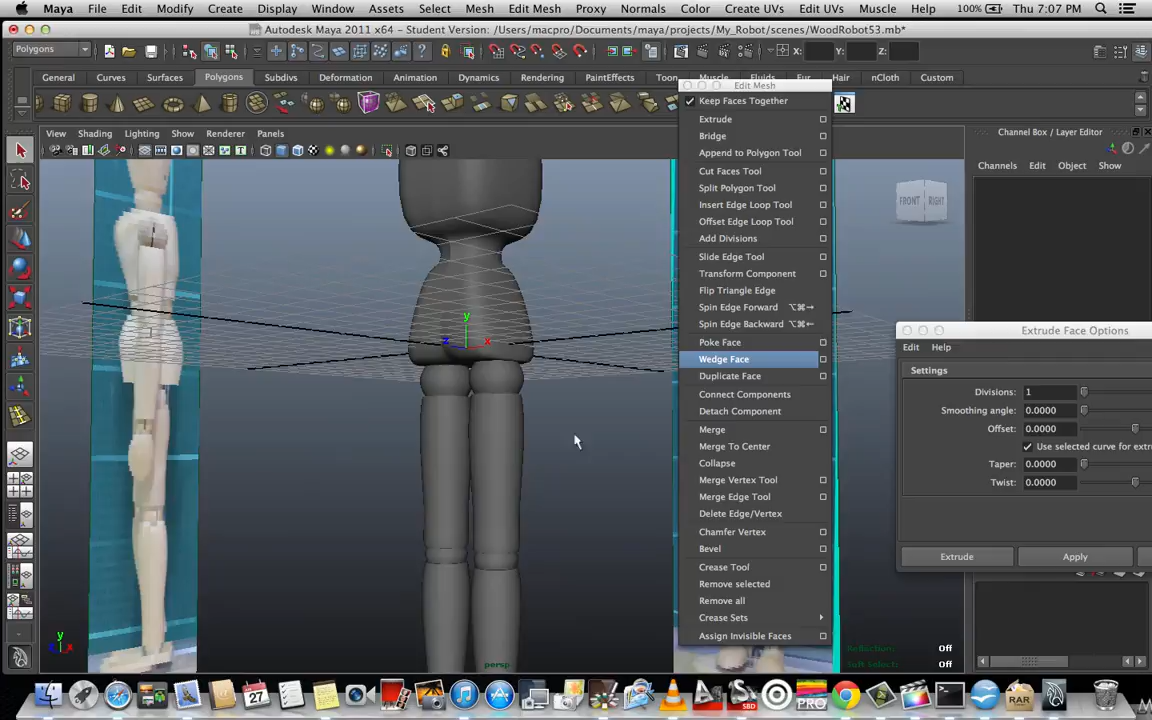 Maya File Edit Modify Create Display Window Assets Select Mesh Edit Mesh Proxy Normals Color Create UVs Edit UVs Muscle 100% Thu 7:07 PM
Autodesk Maya 2011 x64 - Student Version: /Users/macpro/Documents/maya/projects/My_Robot/scenes/WoodRobot53.mb*
Polygons X: Y: Z:
General Curves Surfaces Polygons Subdivs Deformation Animation Dynamics Rendering PaintEffects Toon Muscle Fluids Fur Hair nCloth Custom
Edit Mesh
Keep Faces Together
Extrude
Bridge
Append to Polygon Tool
Cut Faces Tool
Split Polygon Tool
Insert Edge Loop Tool
Offset Edge Loop Tool
Add Divisions
Slide Edge Tool
Transform Component
Flip Triangle Edge
Spin Edge Forward ⌥⌘→
Spin Edge Backward ⌥⌘←
Poke Face
Wedge Face
Duplicate Face
Connect Components
Detach Component
Merge
Merge To Center
Collapse
Merge Vertex Tool
Merge Edge Tool
Delete Edge/Vertex
Chamfer Vertex
Bevel
Crease Tool
Remove selected
Remove all
Crease Sets
Assign Invisible Faces
View Shading Lighting Show Renderer Panels
FRONT RIGHT
y
z x
y
x
persp
Off
Soft Select: Off
Channel Box / Layer Editor
Channels Edit Object Show
Extrude Face Options
Edit Help
Settings
Divisions: 1
Smoothing angle: 0.0000
Offset: 0.0000
Use selected curve for extru
Taper: 0.0000
Twist: 0.0000
Extrude Apply
27
SBD
PRO
RAR